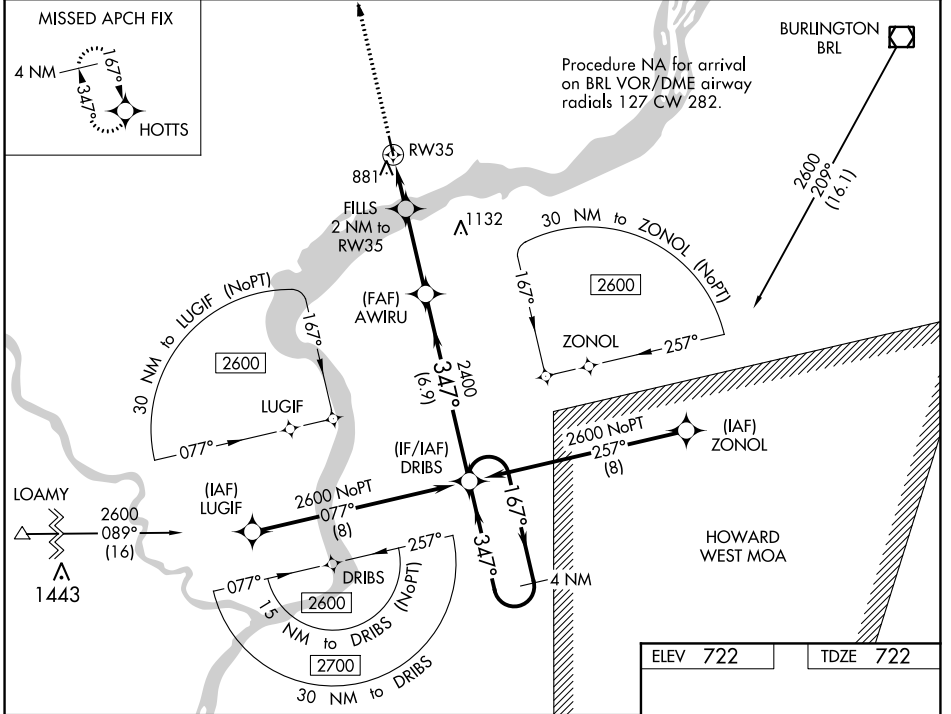 MISSED APCH FIX
4 NM
167°
347°
HOTTS
BURLINGTON
BRL
Procedure NA for arrival
on BRL VOR/DME airway
radials 127 CW 282.
2600
209°
(16.1)
RW35
881
FILLS
2 NM to
RW35
1132
30 NM to ZONOL (NoPT)
2600
167°
ZONOL
257°
30 NM to LUGIF (NoPT)
2600
167°
LUGIF
077°
(FAF)
AWIRU
2400
347°
(6.9)
(IF/IAF)
DRIBS
2600 NoPT
257°
(8)
(IAF)
ZONOL
LOAMY
2600
089°
(16)
1443
(IAF)
LUGIF
2600 NoPT
077°
(8)
167°
347°
4 NM
HOWARD
WEST MOA
077°
257°
DRIBS
2600
15 NM to DRIBS (NoPT)
2700
30 NM to DRIBS
ELEV 722
TDZE 722